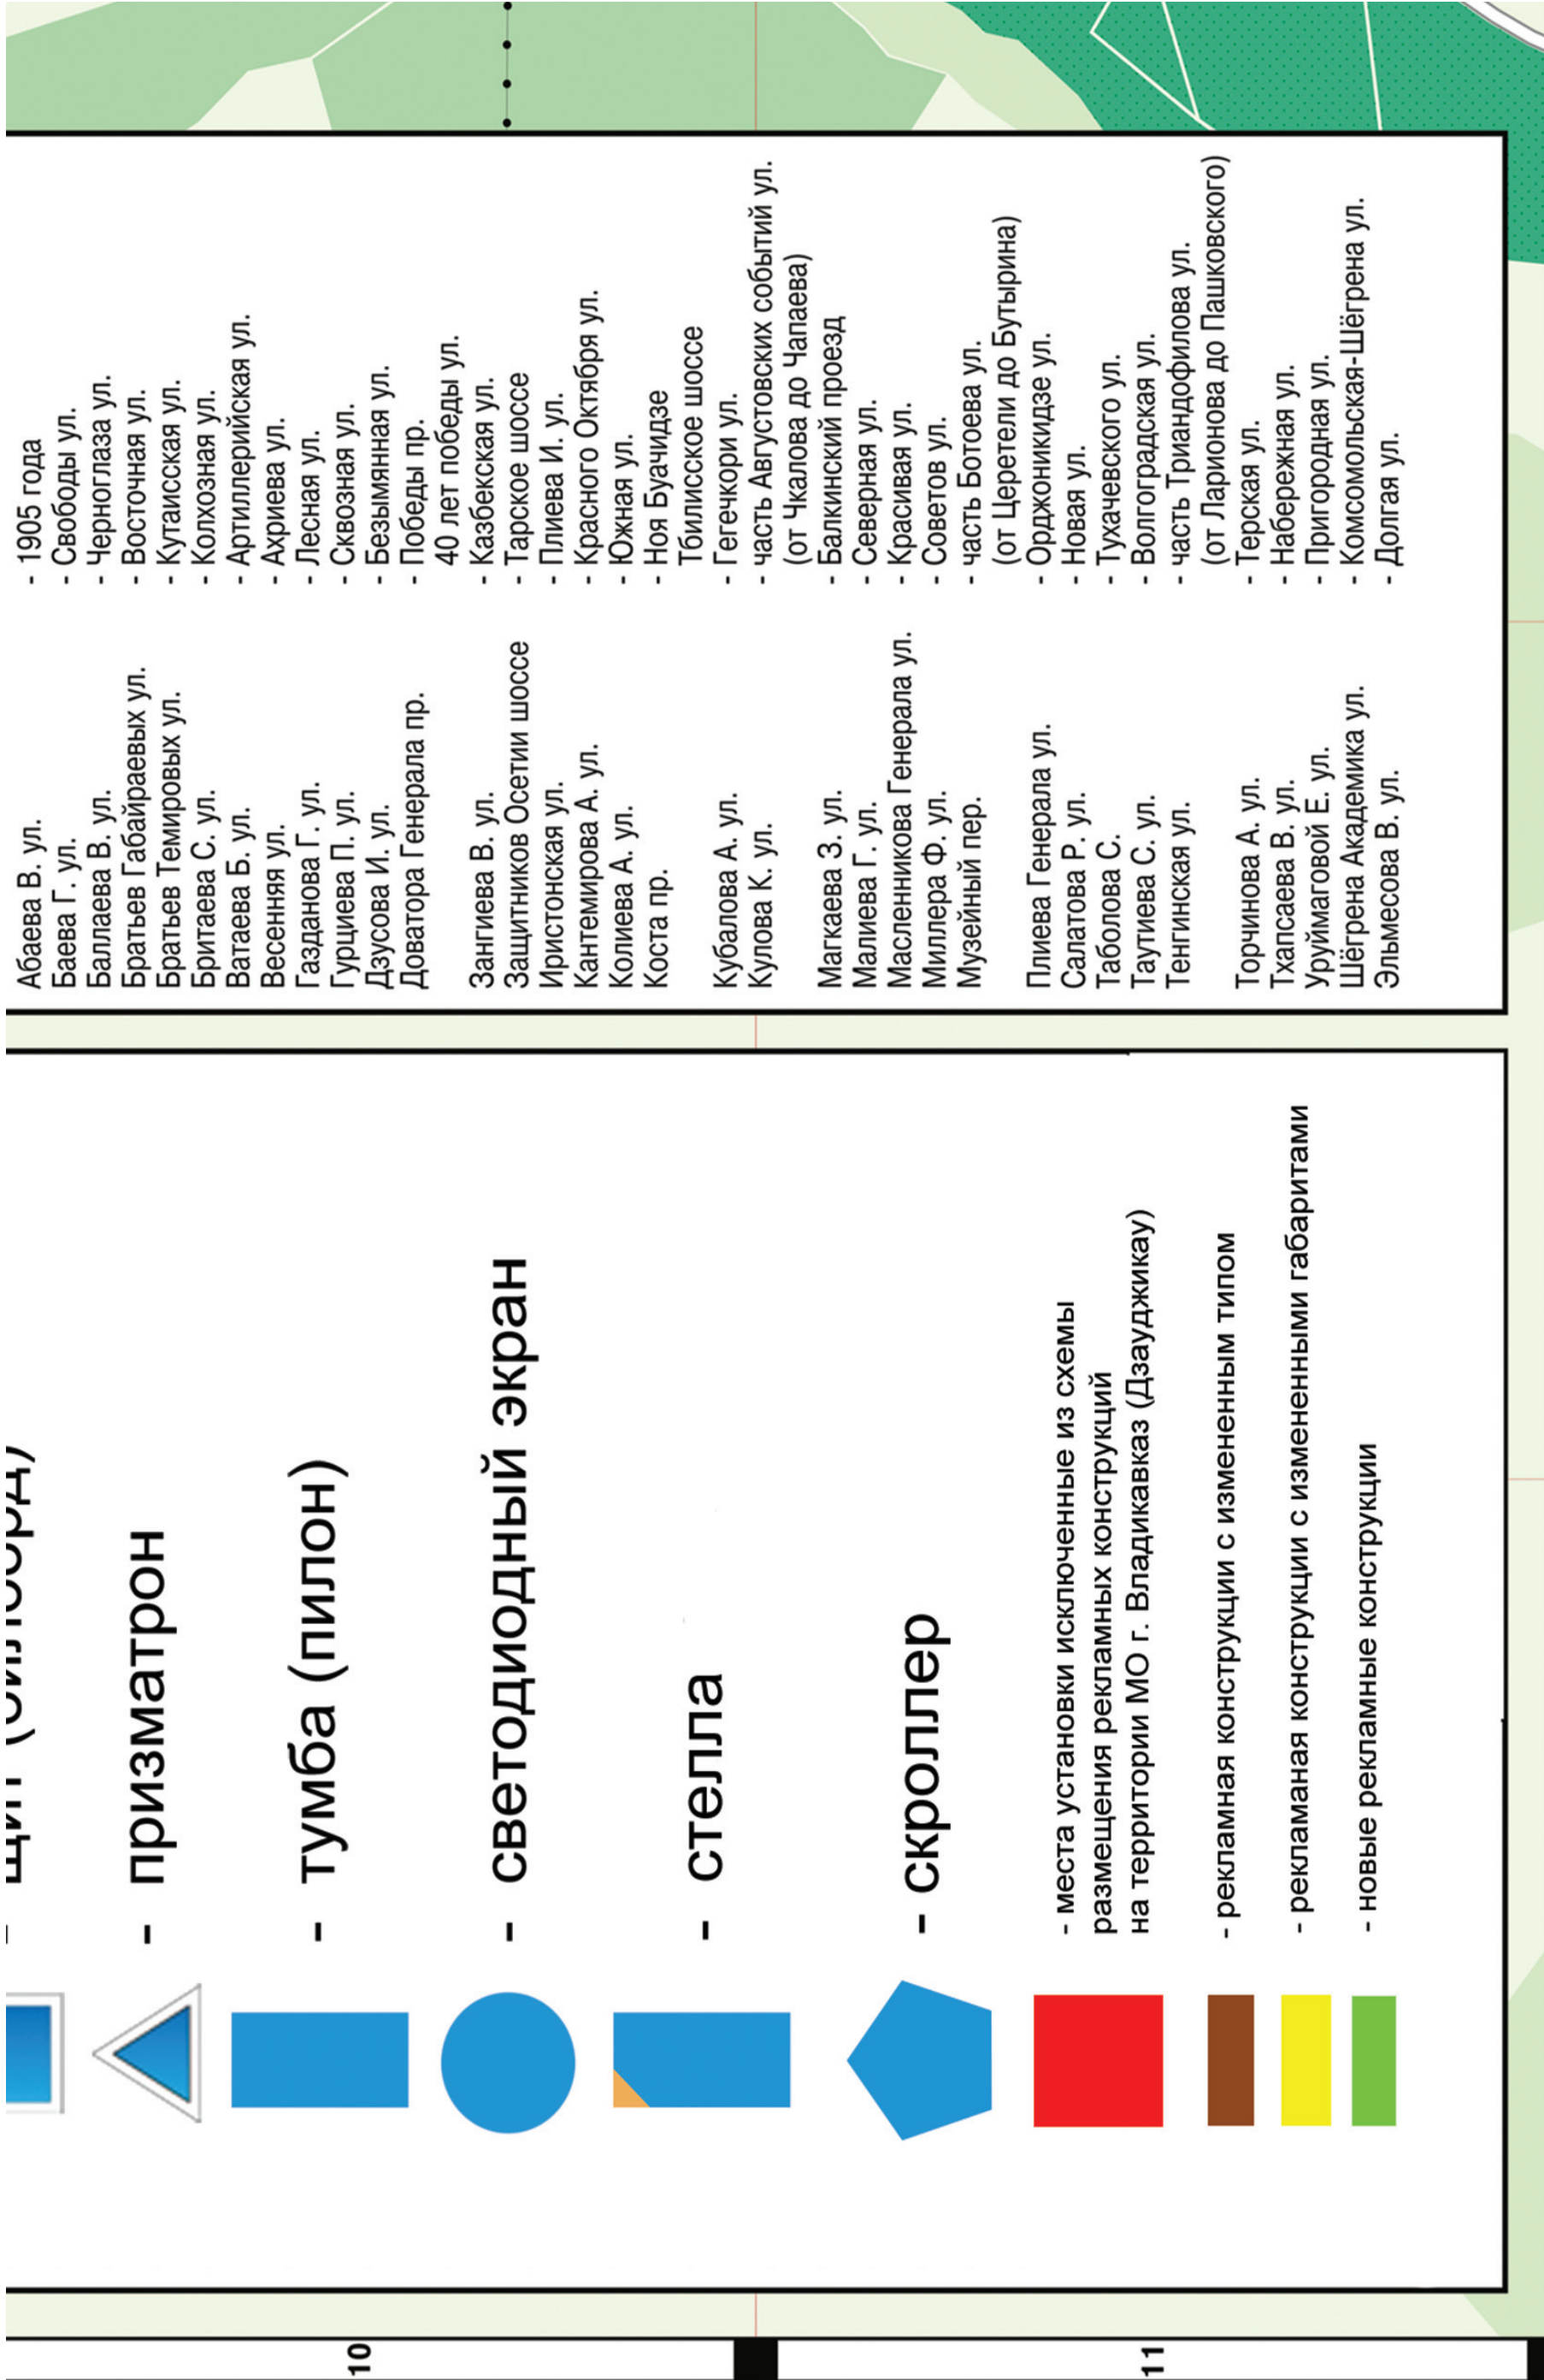 - щит (билборд)
- призматрон
- тумба (пилон)
- светодиодный экран
- стелла
- скроллер
- места установки исключенные из схемы
размещения рекламных конструкций
на территории МО г. Владикавказ (Дзауджикау)
- рекламная конструкции с измененным типом
- рекламаная конструкции с измененными габаритами
- новые рекламные конструкции
Абаева В. ул. - 1905 года
Баева Г. ул. - Свободы ул.
Баллаева В. ул. - Черноглаза ул.
Братьев Габайраевых ул. - Восточная ул.
Братьев Темировых ул. - Кутаисская ул.
Бритаева С. ул. - Колхозная ул.
Ватаева Б. ул. - Артиллерийская ул.
Весенняя ул. - Ахриева ул.
Газданова Г. ул. - Лесная ул.
Гурциева П. ул. - Сквозная ул.
Дзусова И. ул. - Безымянная ул.
Доватора Генерала пр. - Победы пр.
40 лет победы ул.
Зангиева В. ул. - Казбекская ул.
Защитников Осетии шоссе - Тарское шоссе
Иристонская ул. - Плиева И. ул.
Кантемирова А. ул. - Красного Октября ул.
Колиева А. ул. - Южная ул.
Коста пр. - Ноя Буачидзе
Тбилисское шоссе
Кубалова А. ул. - Гегечкори ул.
Кулова К. ул. - часть Августовских событий ул.
(от Чкалова до Чапаева)
Магкаева З. ул. - Балкинский проезд
Малиева Г. ул. - Северная ул.
Масленникова Генерала ул. - Красивая ул.
Миллера Ф. ул. - Советов ул.
Музейный пер. - часть Ботоева ул.
(от Церетели до Бутырина)
Плиева Генерала ул. - Орджоникидзе ул.
Салатова Р. ул. - Новая ул.
Таболова С. - Тухачевского ул.
Таутиева С. ул. - Волоградская ул.
Тенгинская ул. - часть Триандофилова ул.
(от Ларионова до Пашковского)
Торчинова А. ул. - Терская ул.
Тхапсаева В. ул. - Набережная ул.
Уруймаговой Е. ул. - Пригородная ул.
Шёгрена Академика ул. - Комсомольская-Шёгрена ул.
Эльмесова В. ул. - Долгая ул.
10
11